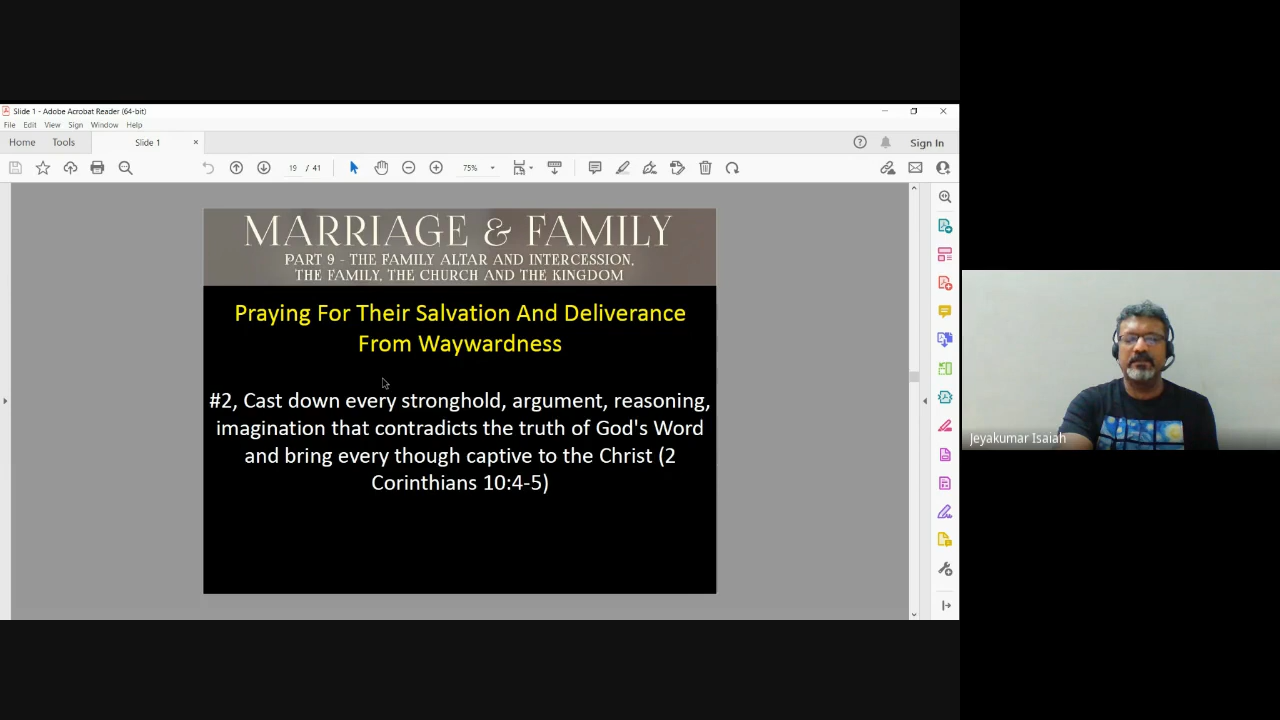 Slide 1 - Adobe Acrobat Reader (64-bit)
File Edit View Sign Window Help
Home Tools Slide 1 Sign In
19 / 41 75%
MARRIAGE & FAMILY
PART 9 - THE FAMILY ALTAR AND INTERCESSION,
THE FAMILY, THE CHURCH AND THE KINGDOM
Praying For Their Salvation And Deliverance
From Waywardness
#2, Cast down every stronghold, argument, reasoning,
imagination that contradicts the truth of God's Word
and bring every though captive to the Christ (2
Corinthians 10:4-5)
Jeyakumar Isaiah